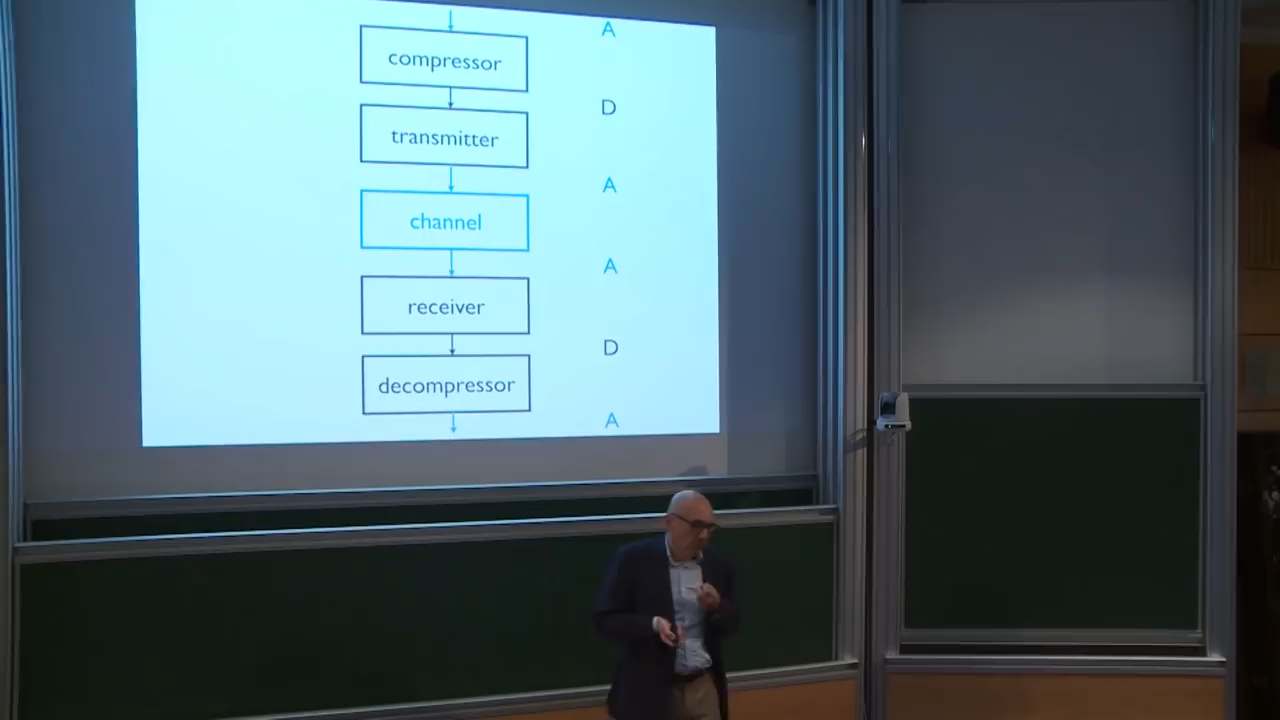 A
compressor
D
transmitter
A
channel
A
receiver
D
decompressor
A